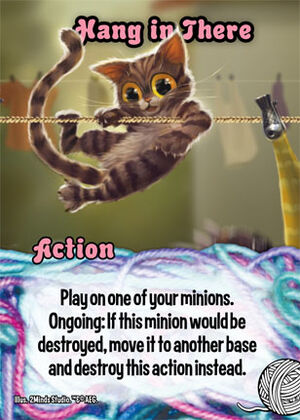 Hang in There
Action
Play on one of your minions.
Ongoing: If this minion would be
destroyed, move it to another base
and destroy this action instead.
Illus. 2Minds Studio. ™© AEG.